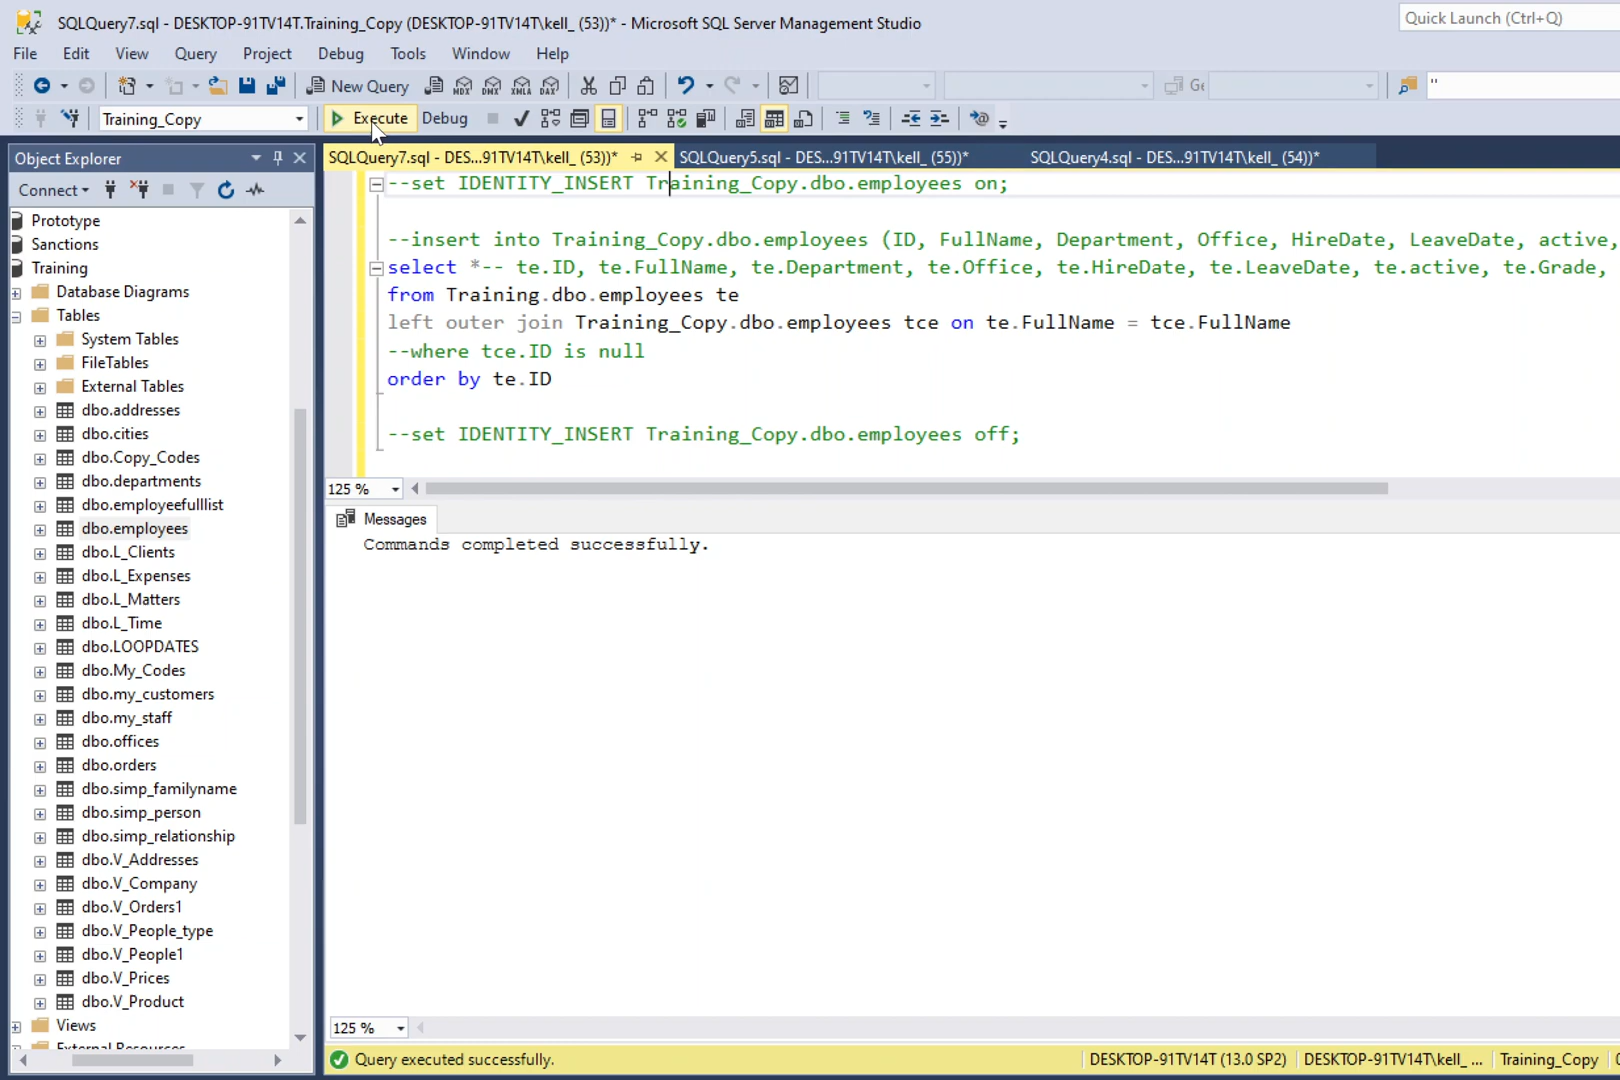 SQLQuery7.sql - DESKTOP-91TV14T.Training_Copy (DESKTOP-91TV14T\kell_ (53))* - Microsoft SQL Server Management Studio
Quick Launch (Ctrl+Q)
File Edit View Query Project Debug Tools Window Help
New Query MDX DMX XMLA DAX
"
Training_Copy Execute Debug
Object Explorer
SQLQuery7.sql - DES...91TV14T\kell_ (53))* SQLQuery5.sql - DES...91TV14T\kell_ (55))* SQLQuery4.sql - DES...91TV14T\kell_ (54))*
Connect
Prototype
Sanctions
Training
Database Diagrams
Tables
System Tables
FileTables
External Tables
dbo.addresses
dbo.cities
dbo.Copy_Codes
dbo.departments
dbo.employeefulllist
dbo.employees
dbo.L_Clients
dbo.L_Expenses
dbo.L_Matters
dbo.L_Time
dbo.LOOPDATES
dbo.My_Codes
dbo.my_customers
dbo.my_staff
dbo.offices
dbo.orders
dbo.simp_familyname
dbo.simp_person
dbo.simp_relationship
dbo.V_Addresses
dbo.V_Company
dbo.V_Orders1
dbo.V_People_type
dbo.V_People1
dbo.V_Prices
dbo.V_Product
Views
External Resources
--set IDENTITY_INSERT Training_Copy.dbo.employees on;
--insert into Training_Copy.dbo.employees (ID, FullName, Department, Office, HireDate, LeaveDate, active,
select *-- te.ID, te.FullName, te.Department, te.Office, te.HireDate, te.LeaveDate, te.active, te.Grade,
from Training.dbo.employees te
left outer join Training_Copy.dbo.employees tce on te.FullName = tce.FullName
--where tce.ID is null
order by te.ID
--set IDENTITY_INSERT Training_Copy.dbo.employees off;
125 %
Messages
Commands completed successfully.
125 %
Query executed successfully. DESKTOP-91TV14T (13.0 SP2) DESKTOP-91TV14T\kell_ ... Training_Copy